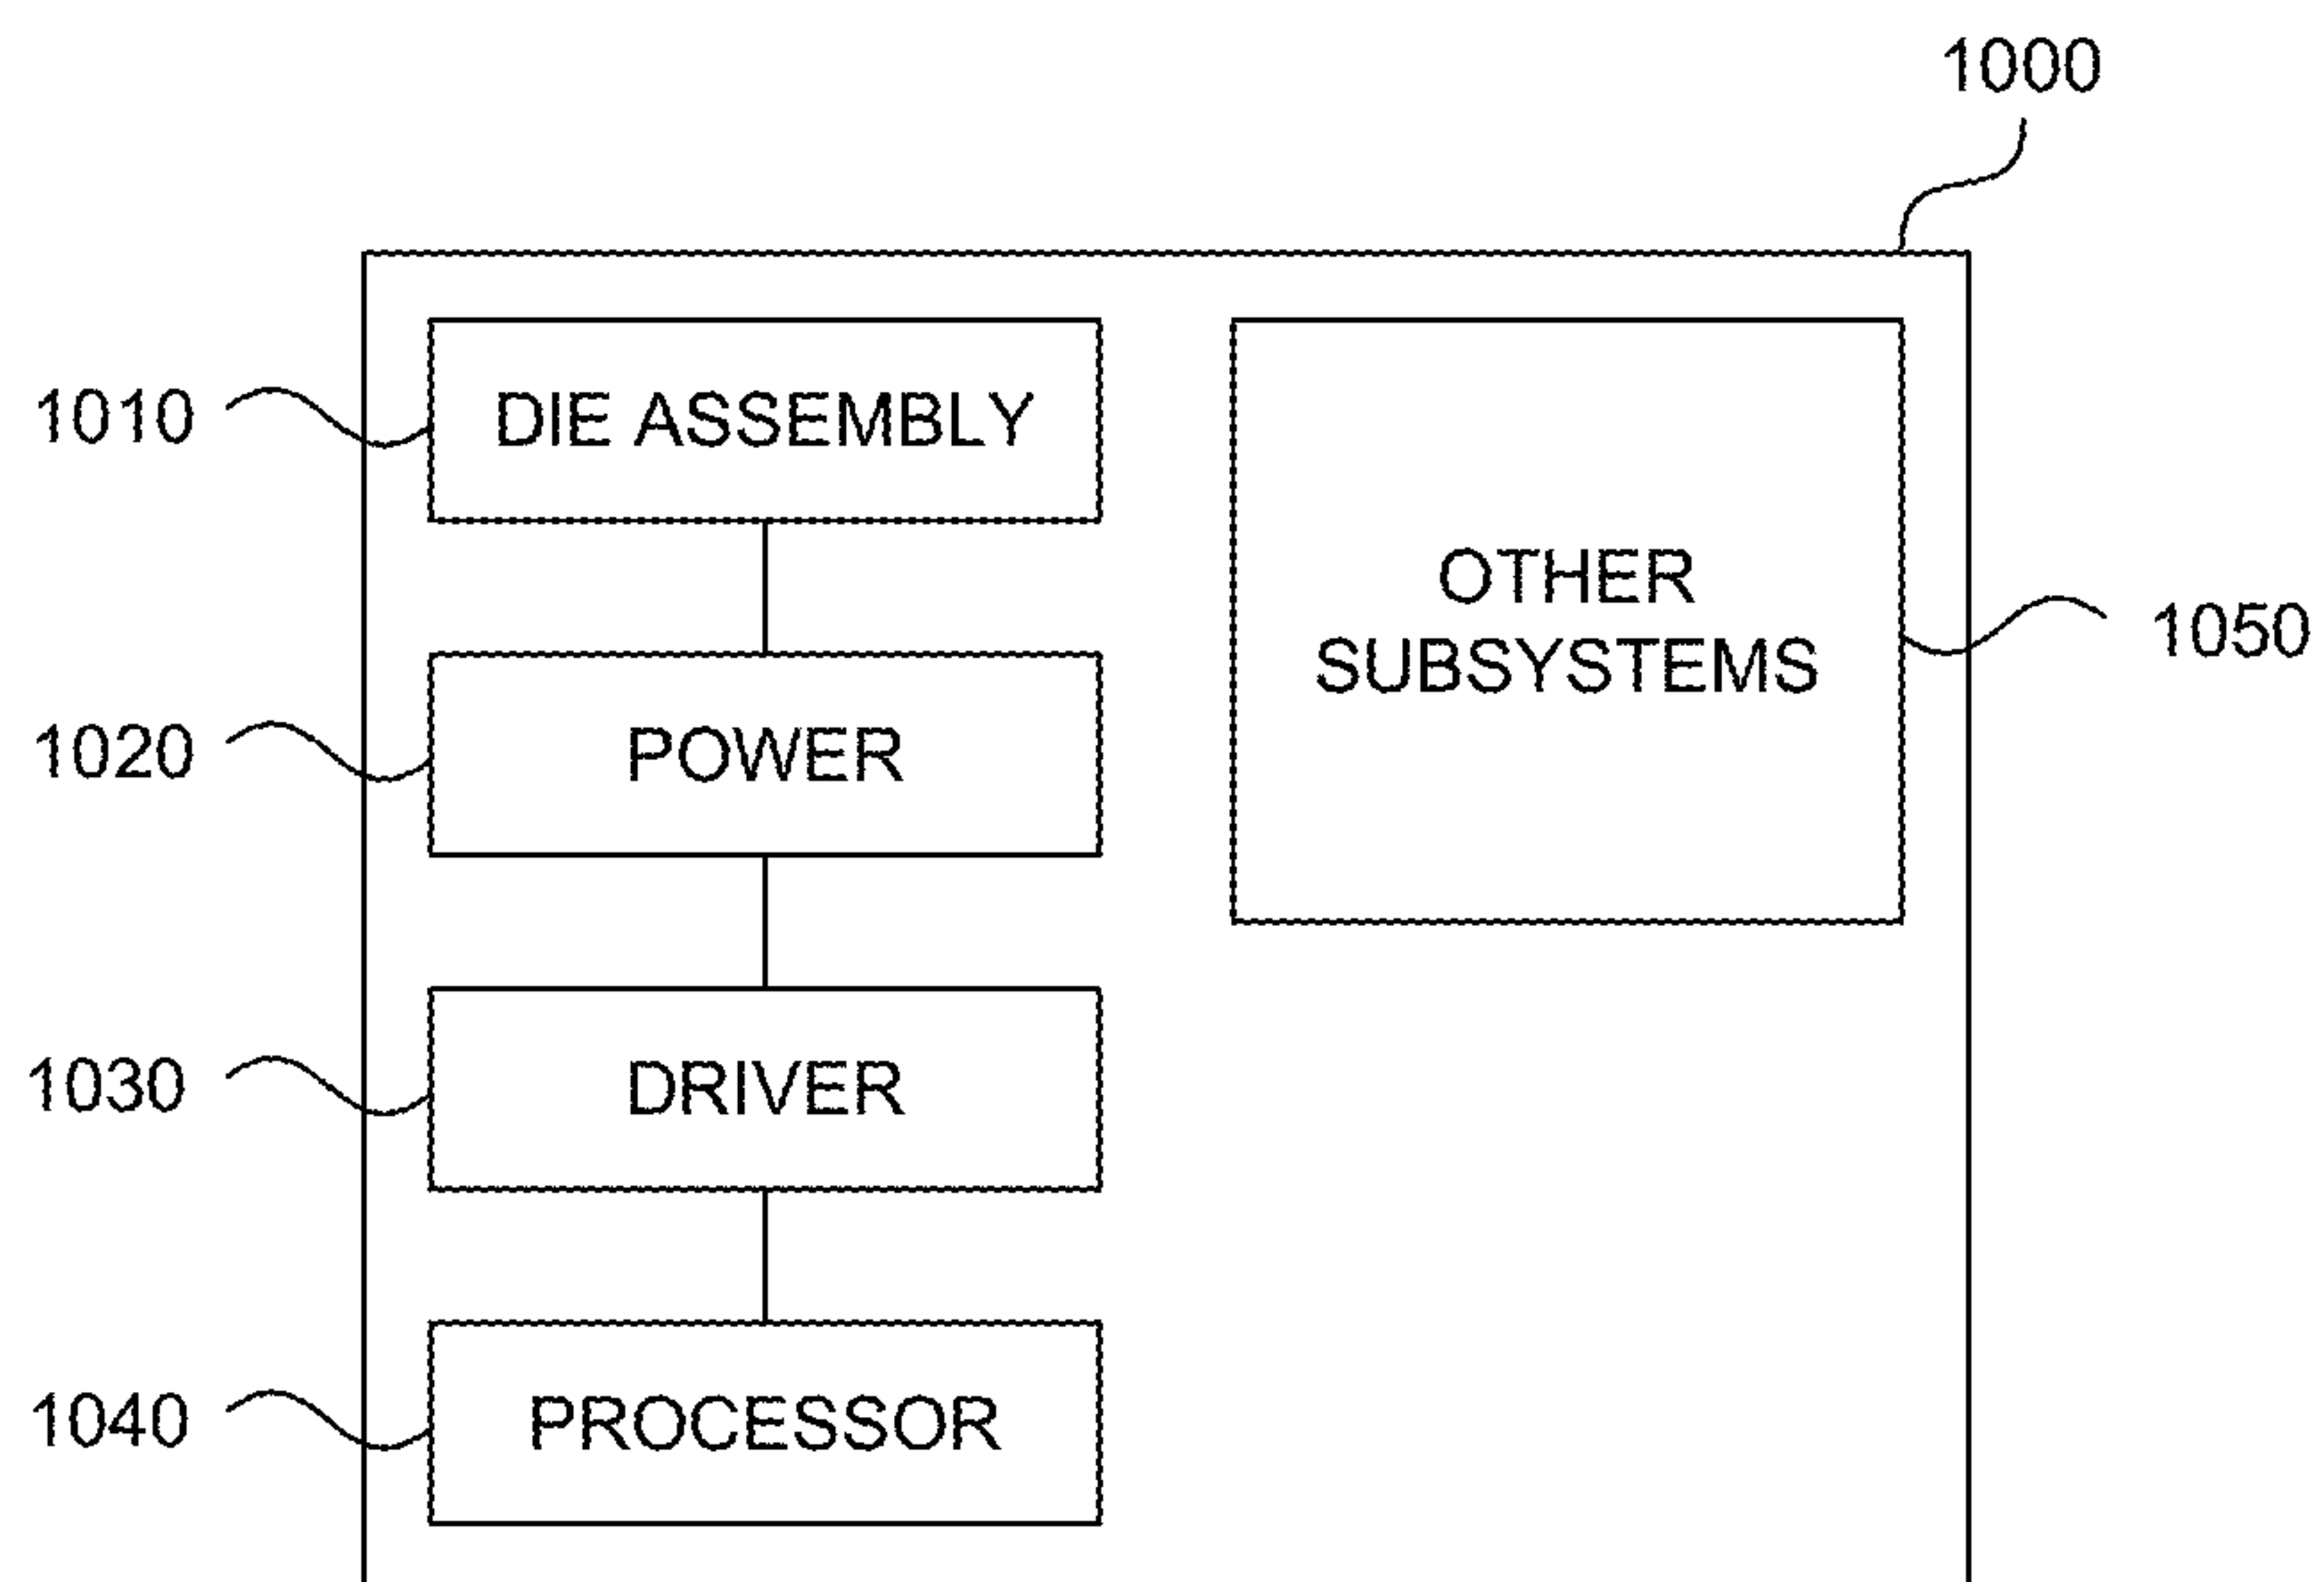 1000
1010
DIE ASSEMBLY
OTHER
SUBSYSTEMS
1050
1020
POWER
1030
DRIVER
1040
PROCESSOR